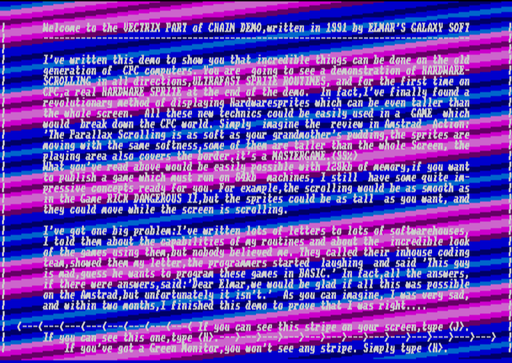 Welcome to the VECTRIX PART of CHAIN DEMO,written in 1991 by ELMAR'S GALAXY SOFT
I've written this demo to show you that incredible things can be done on the old
generation of CPC computers. You are going to see a demonstration of HARDWARE-
SCROLLING in all directions,ULTRAFAST SPRITE ROUTINES, and for the first time on
CPC,a real HARDWARE SPRITE at the end of the demo. In fact,I've finally found a
revolutionary method of displaying Hardwaresprites which can be even taller than
the whole screen. All these new technics could be easily used in a GAME which
would break down the CPC world. Simply imagine the review in Amstrad Action:
'The Parallax Scrolling is as soft as your grandmother's pudding,the sprites are
moving with the same softness,some of them are taller than the whole Screen, the
playing area also covers the border,it's a MASTERGAME.(99%)
What you've read above would be easily possible with 128kb of memory,if you want
to publish a game which must run on 64kb machines, I still have some quite im-
pressive concepts ready for you. For example,the scrolling would be as smooth as
in the Game RICK DANGEROUS II,but the sprites could be as tall as you want, and
they could move while the screen is scrolling.
I've got one big problem:I've written lots of letters to lots of softwarehouses,
I told them about the capabilities of my routines and about the incredible look
of the games using them,but nobody believed me. They called their inhouse coding
team,showed them my letter,the programmers started laughing and said 'This guy
is mad,guess he wants to program these games in BASIC.' In fact,all the answers,
if there were answers,said:'Dear Elmar,we would be glad if all this was possible
on the Amstrad,but unfortunately it isn't.' As you can imagine, I was very sad,
and within two months,I finished this demo to prove that I was right....
<---<---<---<---<---<---<---< If you can see this stripe on your screen,type (J).
If you can see this one,type (N).--->--->--->--->--->--->--->--->--->--->--->
If you've got a Green Monitor,you won't see any stripe. Simply type (N).